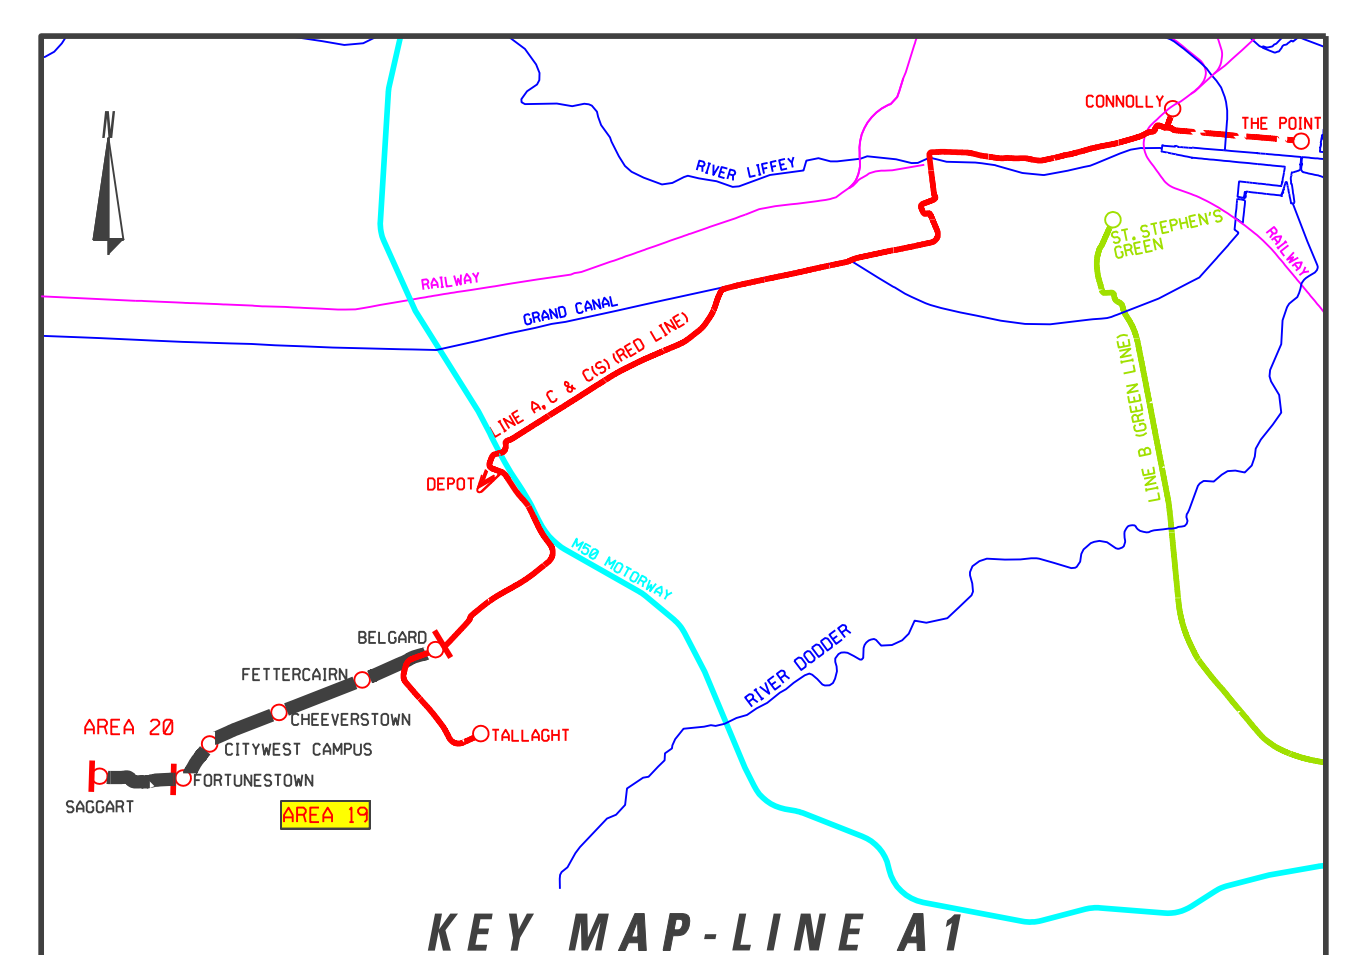 N
CONNOLLY
THE POINT
RIVER LIFFEY
ST. STEPHEN'S
GREEN
RAILWAY
RAILWAY
GRAND CANAL
LINE A,C & C(S)(RED LINE)
LINE B (GREEN LINE)
DEPOT
M50 MOTORWAY
BELGARD
RIVER DODDER
FETTERCAIRN
CHEEVERSTOWN
AREA 20
TALLAGHT
CITYWEST CAMPUS
FORTUNESTOWN
SAGGART
AREA 19
KEY MAP-LINE A1